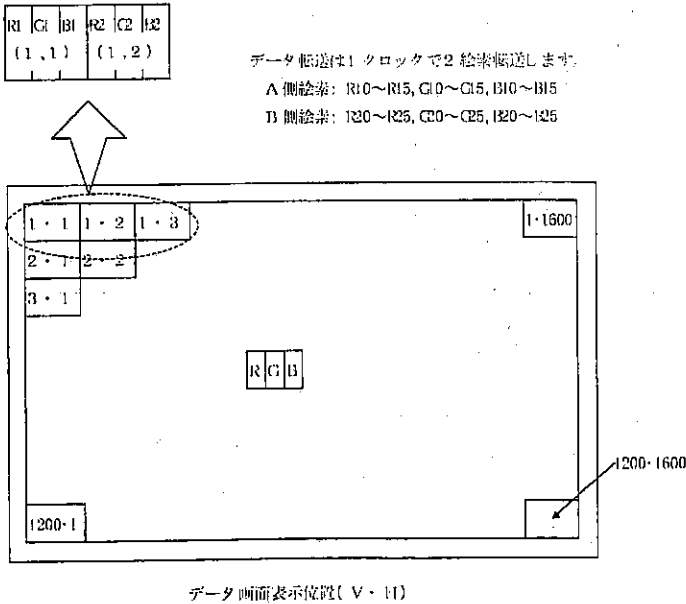 R1 G1 B1 R2 G2 B2
(1,1) (1,2)
データ転送は1クロックで2絵素転送します。
A側絵素: R10～R15, G10～G15, B10～B15
B側絵素: R20～R25, G20～G25, B20～B25
1・1 1・2 1・3 1・1600
2・1 2・2
3・1
R G B
1200・1600
1200・1
データ画面表示位置(V・H)